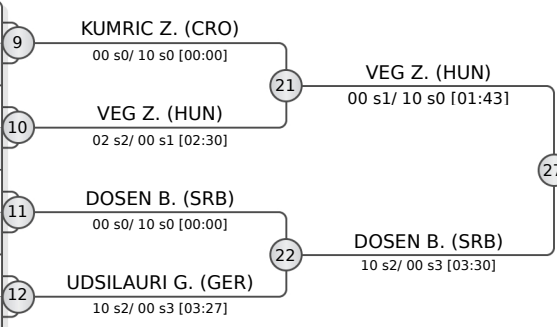 9
KUMRIC Z. (CRO)
00 s0/ 10 s0 [00:00]
21
VEG Z. (HUN)
00 s1/ 10 s0 [01:43]
10
VEG Z. (HUN)
02 s2/ 00 s1 [02:30]
27
11
DOSEN B. (SRB)
00 s0/ 10 s0 [00:00]
22
DOSEN B. (SRB)
10 s2/ 00 s3 [03:30]
12
UDSILAURI G. (GER)
10 s2/ 00 s3 [03:27]